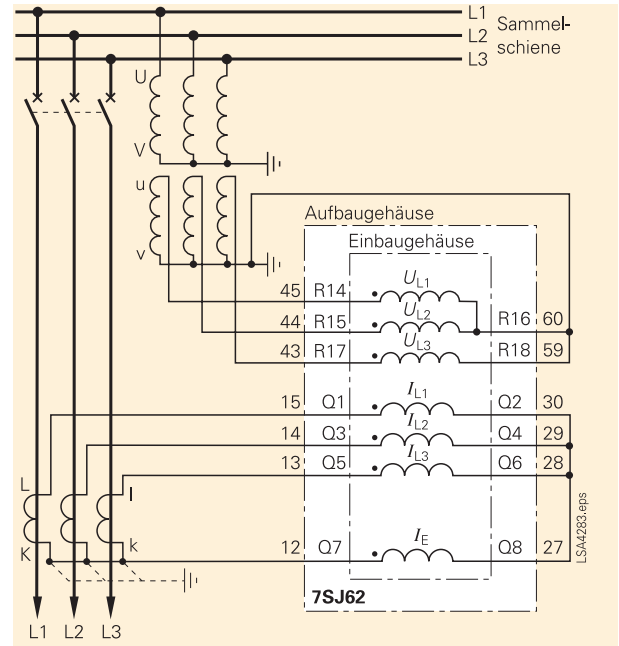 L1
L2
L3
Sammel-
schiene
U
V
u
v
Aufbaugehäuse
Einbaugehäuse
45 R14 U L1
44 R15 U L2 R16 60
43 R17 U L3 R18 59
15 Q1 I L1 Q2 30
14 Q3 I L2 Q4 29
13 Q5 I L3 Q6 28
L l
K k
12 Q7 I E Q8 27
7SJ62
LSA4283.eps
L1 L2 L3